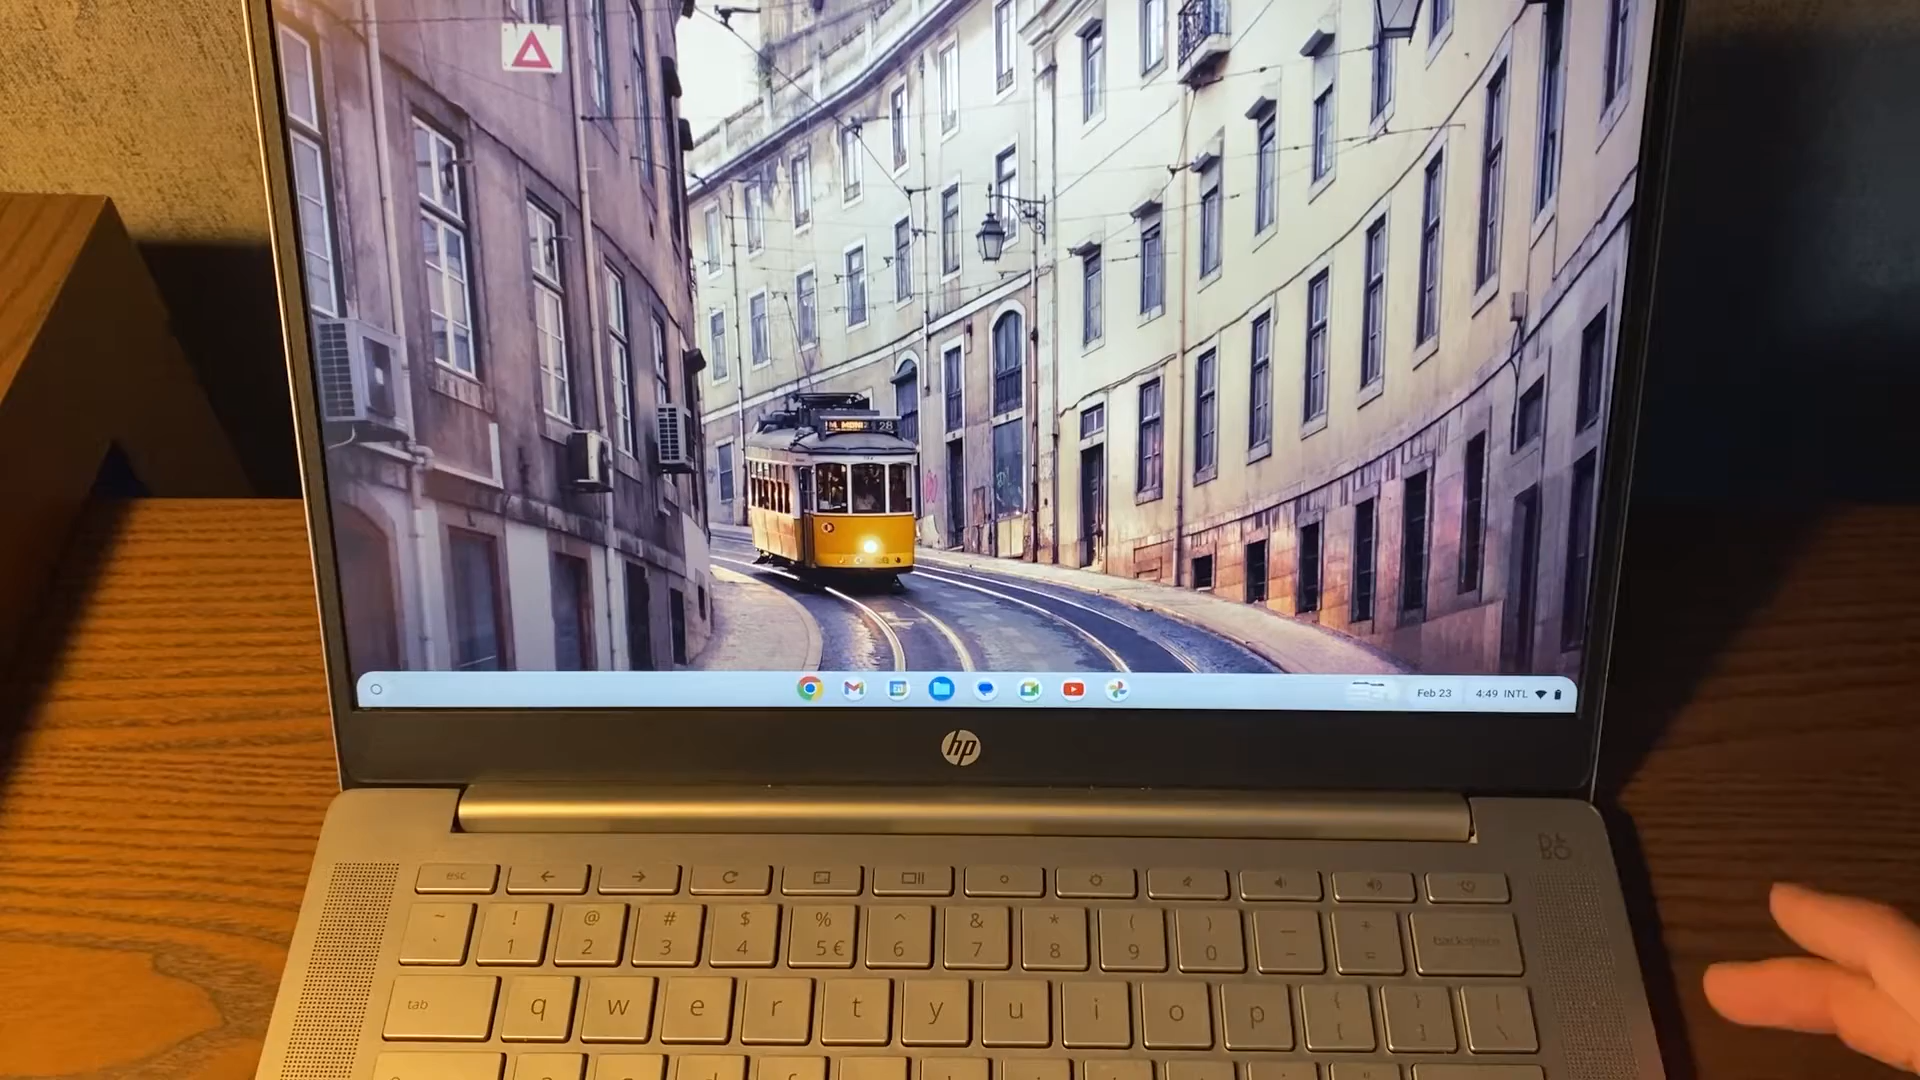 M. MONIZ 28
Feb 23
4:49 INTL
hp
B&O
esc
~ ! @ # $ % ^ & * ( ) — +
` 1 2 3 4 5 € 6 7 8 9 0 - = backspace
tab q w e r t y u i o p { [ } ] | \